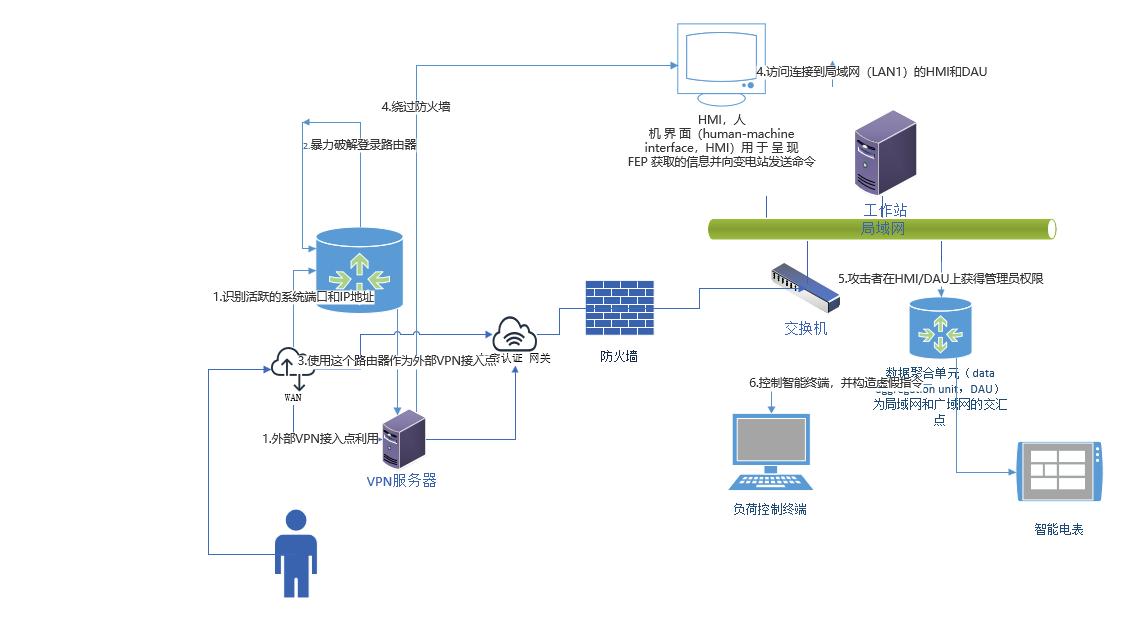 4.访问连接到局域网（LAN1）的HMI和DAU
4.绕过防火墙
HMI，人
机 界 面（human-machine
interface，HMI）用 于 呈 现
FEP 获取的信息并向变电站发送命令
2.暴力破解登录路由器
工作站
局域网
5.攻击者在HMI/DAU上获得管理员权限
1.识别活跃的系统端口和IP地址
交换机
防火墙
3.使用这个路由器作为外部VPN接入点
认证 网关
数据聚合单元（ data
unit，DAU）
为局域网和广域网的交汇
点
6.控制智能终端，并构造虚假指令
WAN
1.外部VPN接入点利用
VPN服务器
负荷控制终端
智能电表